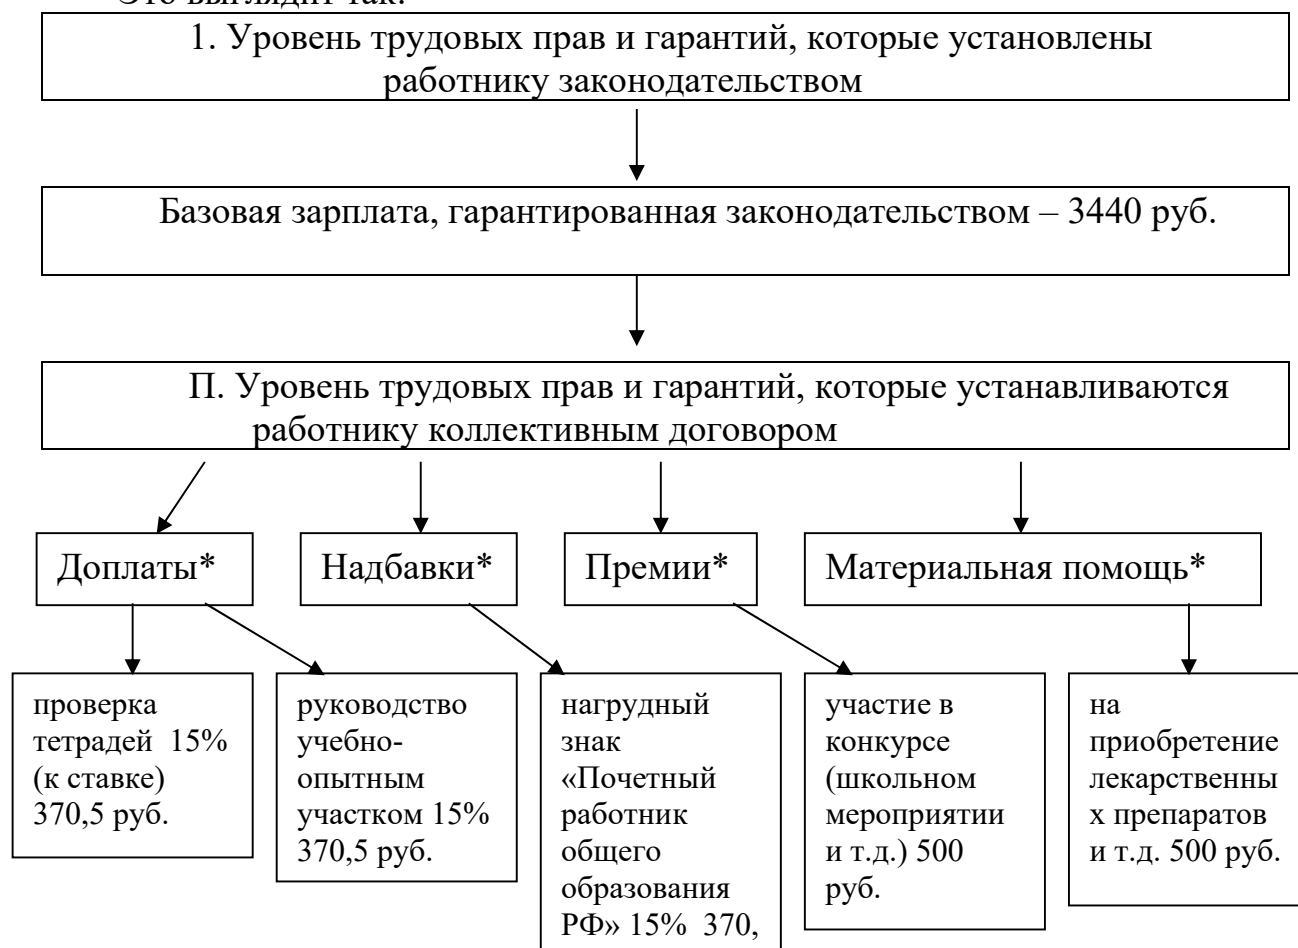 Это выглядит так:
1. Уровень трудовых прав и гарантий, которые установлены
работнику законодательством
Базовая зарплата, гарантированная законодательством – 3440 руб.
П. Уровень трудовых прав и гарантий, которые устанавливаются
работнику коллективным договором
Доплаты*
Надбавки*
Премии*
Материальная помощь*
проверка
тетрадей 15%
(к ставке)
370,5 руб.
руководство
учебно-
опытным
участком 15%
370,5 руб.
нагрудный
знак
«Почетный
работник
общего
образования
РФ» 15% 370,
участие в
конкурсе
(школьном
мероприятии
и т.д.) 500
руб.
на
приобретение
лекарственны
х препаратов
и т.д. 500 руб.